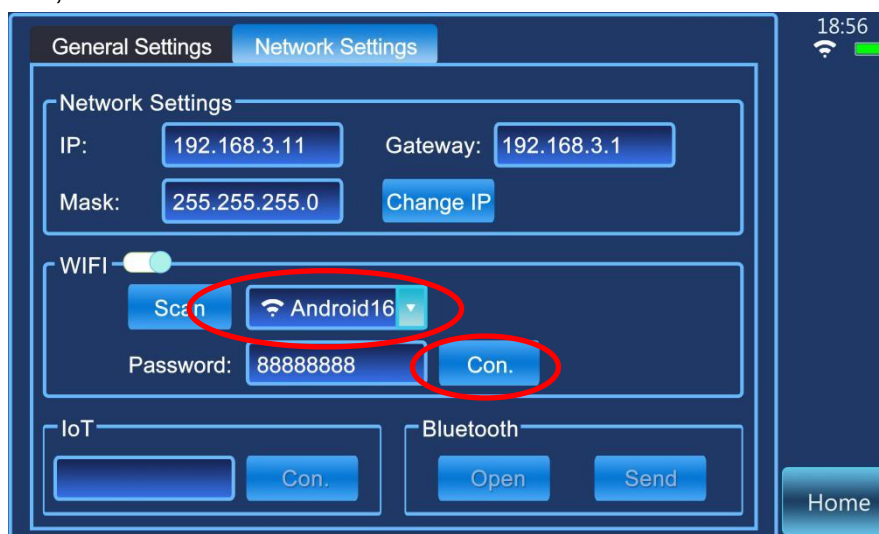 General Settings Network Settings 18:56
Network Settings
IP: 192.168.3.11 Gateway: 192.168.3.1
Mask: 255.255.255.0 Change IP
WIFI
Scan Android16
Password: 88888888 Con.
IoT Bluetooth
Con. Open Send
Home